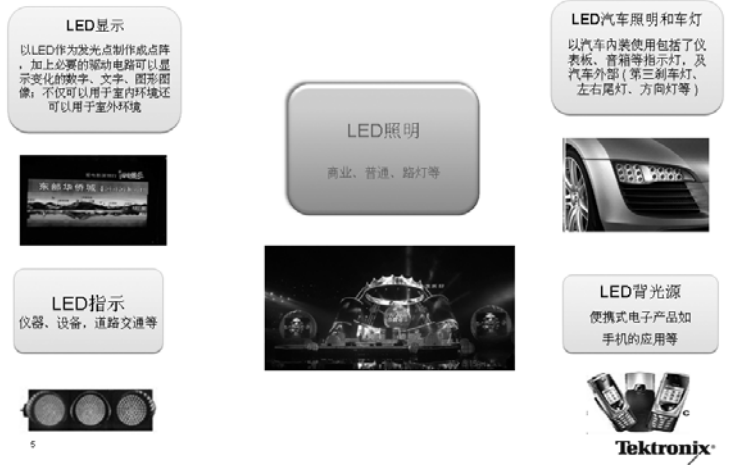 LED显示
以LED作为发光点制作成点阵
，加上必要的驱动电路可以显
示变化的数字、文字、图形图
像；不仅可以用于室内环境还
可以用于室外环境
LED照明
商业、普通、路灯等
LED汽车照明和车灯
以汽车内装使用包括了仪
表板、音箱等指示灯，及
汽车外部（第三刹车灯、
左右尾灯、方向灯等）
东部华侨城
LED指示
仪器、设备，道路交通等
LED背光源
便携式电子产品如
手机的应用等
5
Tektronix